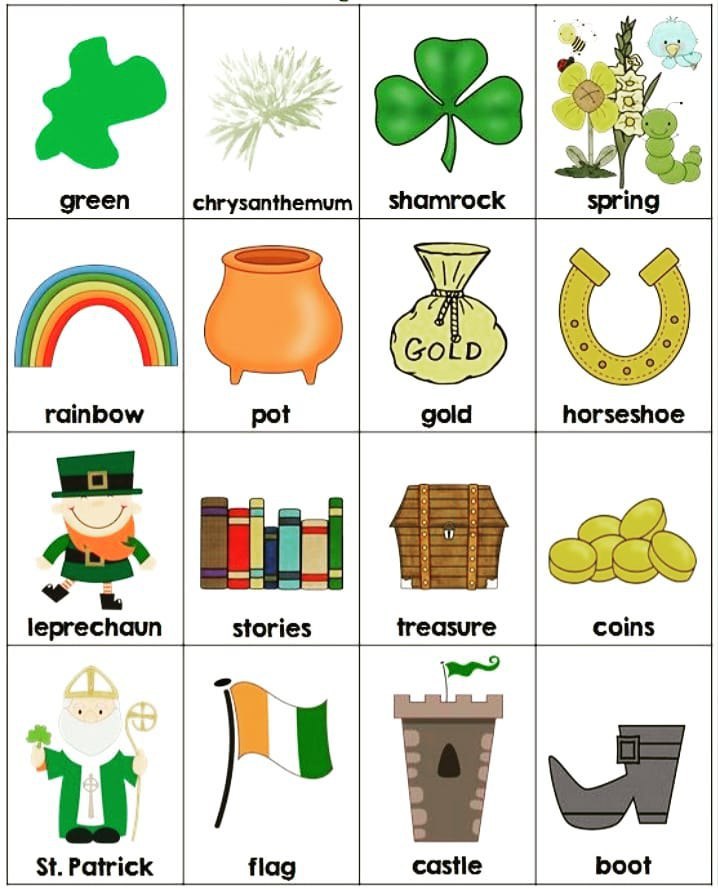 green
chrysanthemum
shamrock
spring
rainbow
pot
GOLD
gold
horseshoe
leprechaun
stories
treasure
coins
St. Patrick
flag
castle
boot